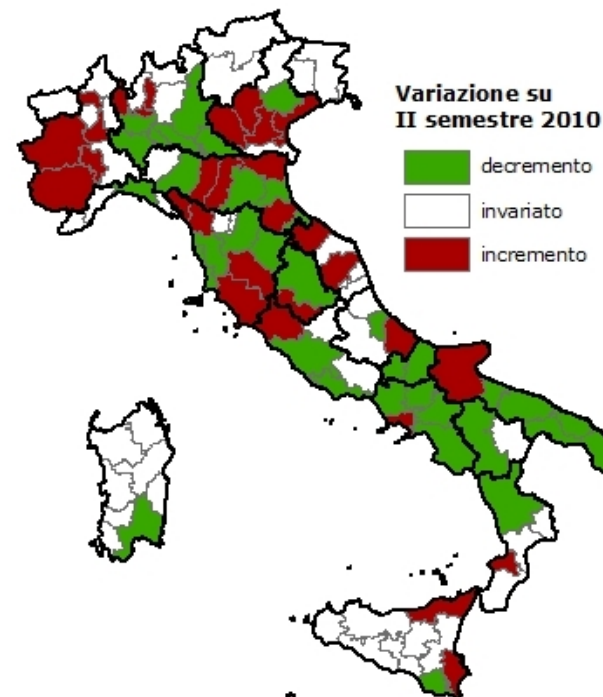 Variazione su
II semestre 2010
decremento
invariato
incremento